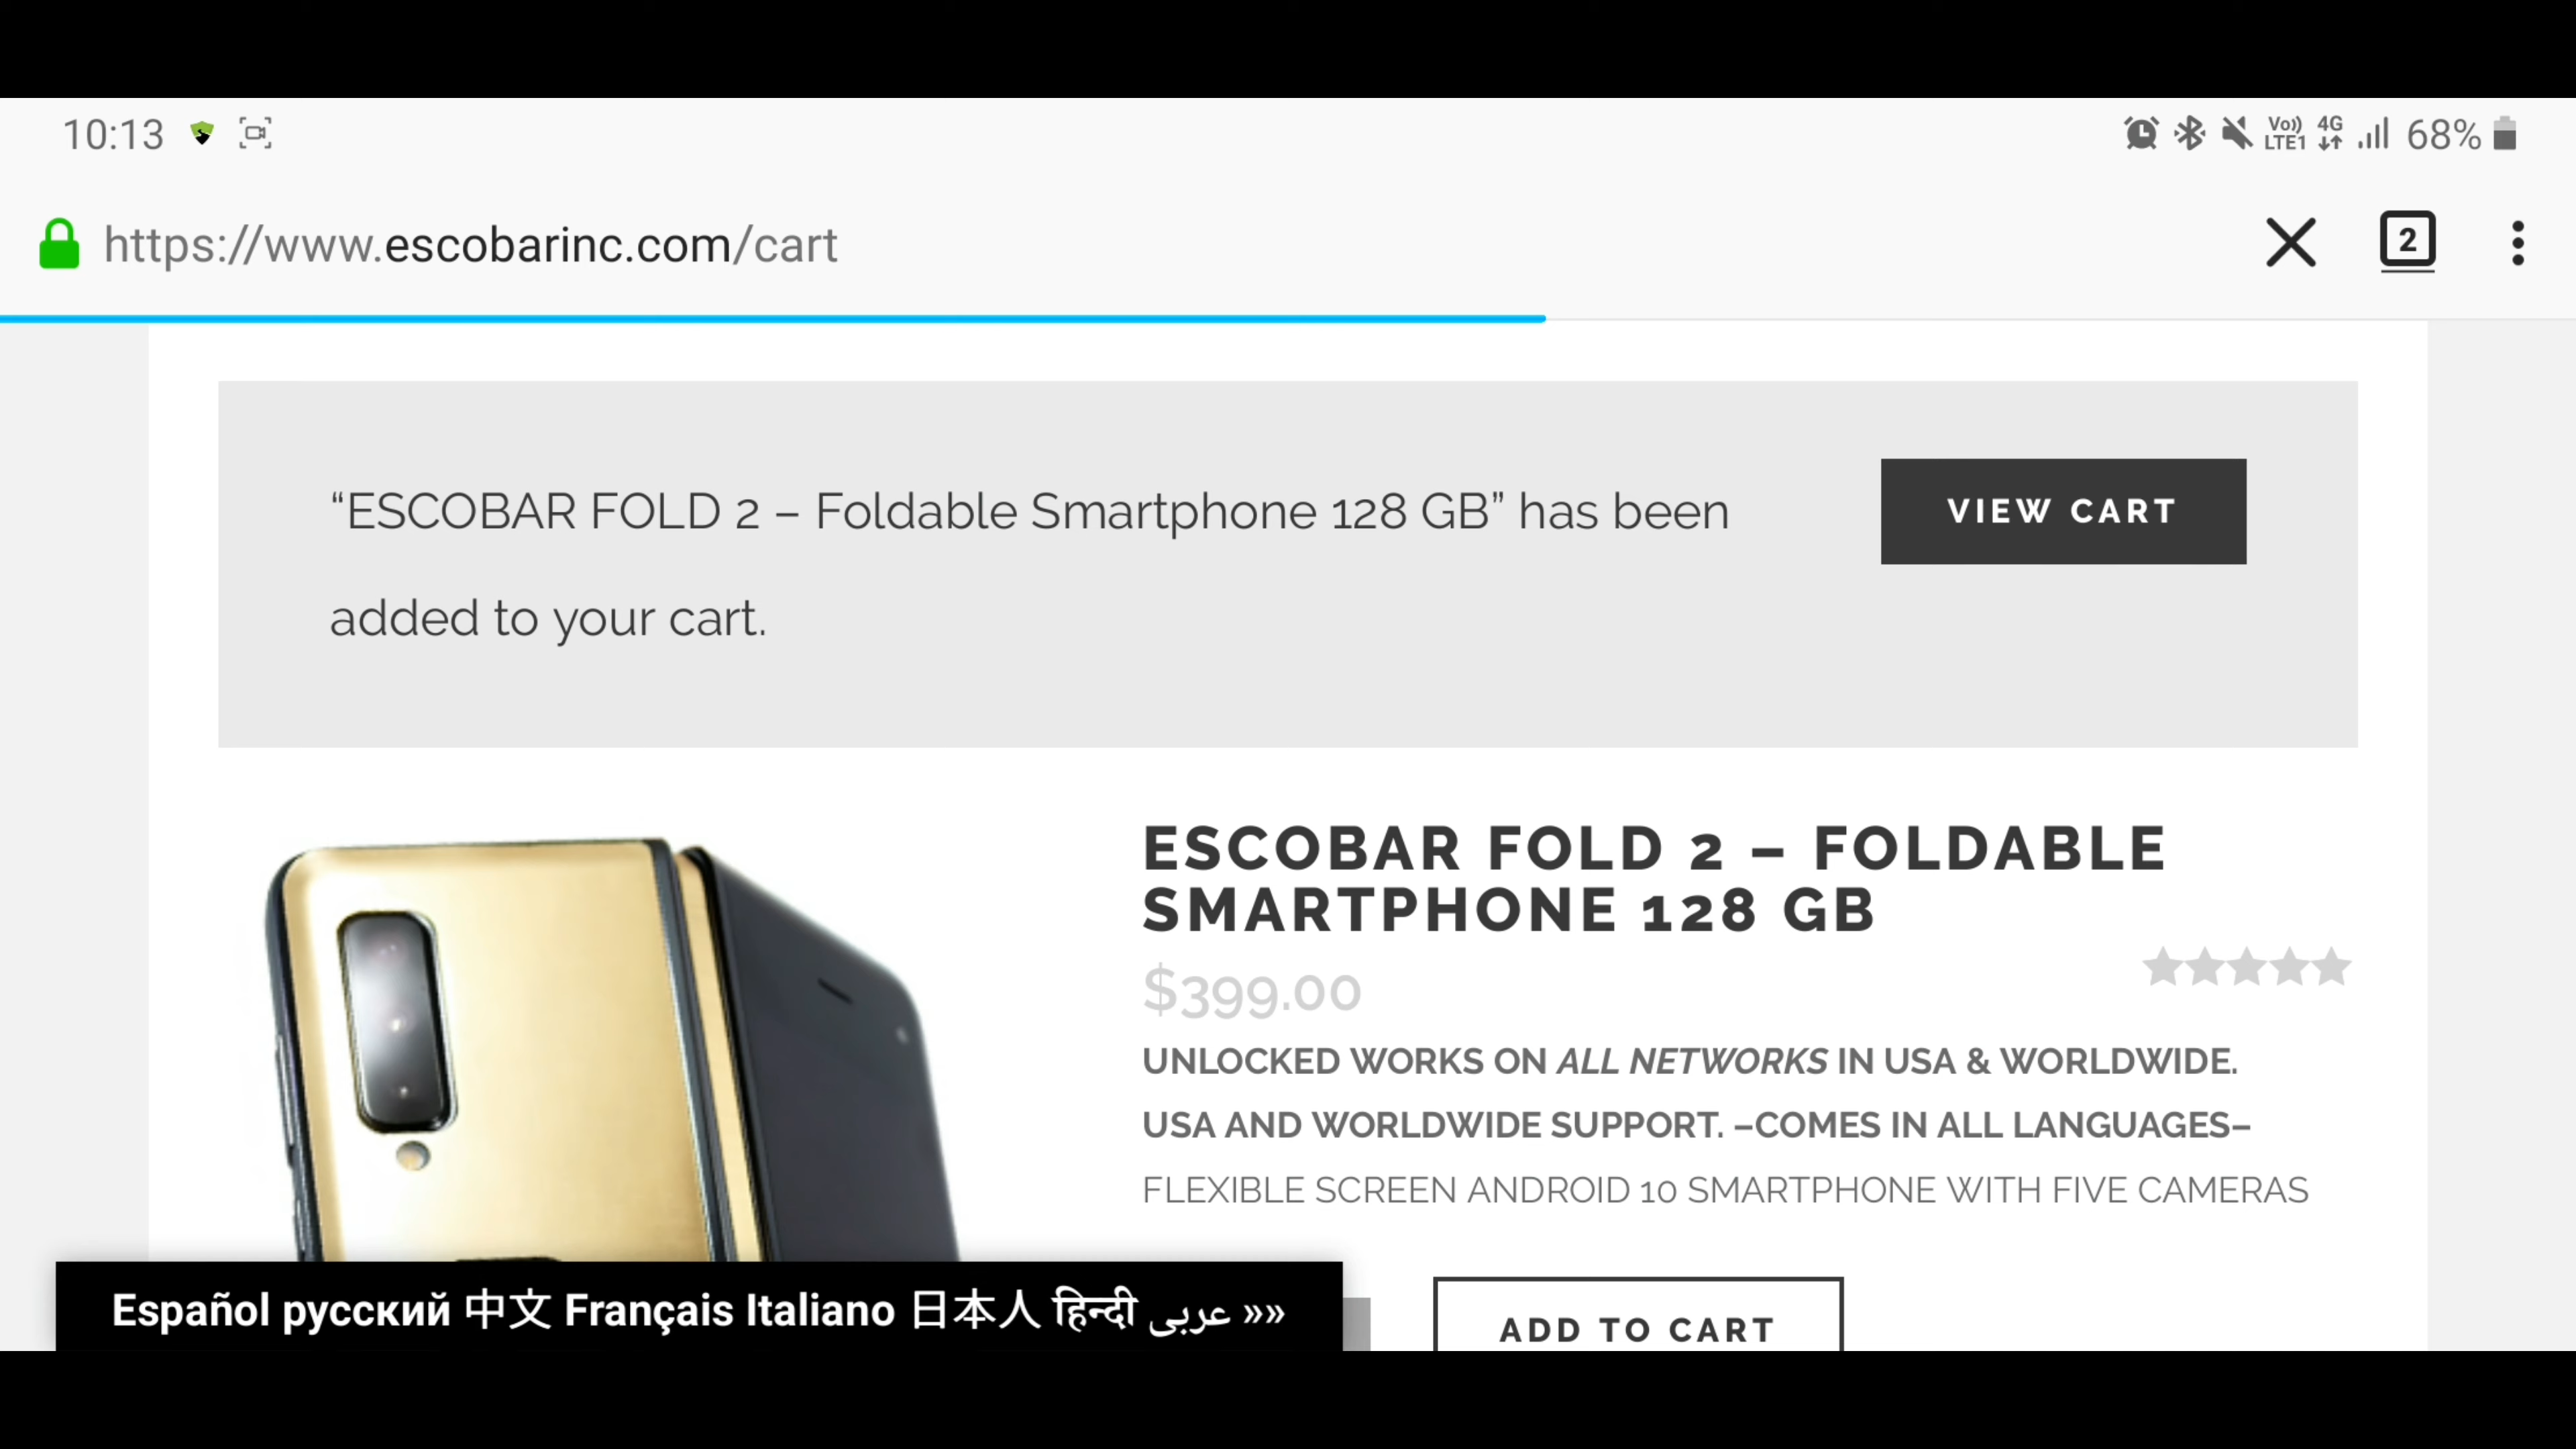 10:13 Vo)) LTE1 4G 68%
https://www.escobarinc.com/cart 2
“ESCOBAR FOLD 2 – Foldable Smartphone 128 GB” has been
added to your cart.
VIEW CART
ESCOBAR FOLD 2 – FOLDABLE
SMARTPHONE 128 GB
$399.00
UNLOCKED WORKS ON ALL NETWORKS IN USA & WORLDWIDE.
USA AND WORLDWIDE SUPPORT. –COMES IN ALL LANGUAGES–
FLEXIBLE SCREEN ANDROID 10 SMARTPHONE WITH FIVE CAMERAS
Español русский 中文 Français Italiano 日本人 हिन्दी عربى »»
ADD TO CART